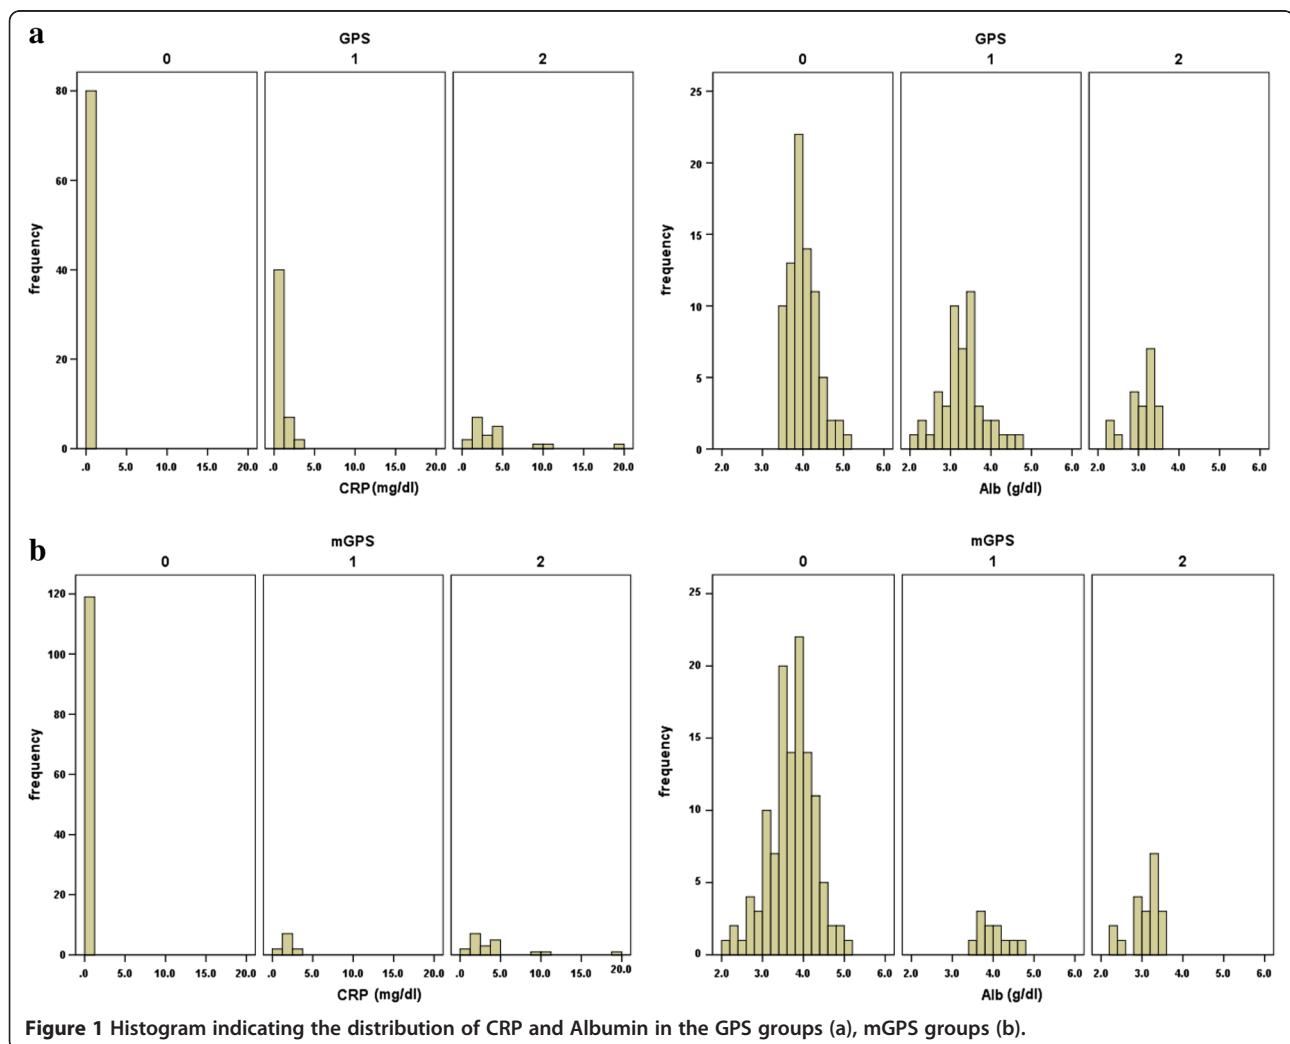 a
GPS
0 1 2
80
60
40
20
0
frequency
.0 5.0 10.0 15.0 20.0 .0 5.0 10.0 15.0 20.0 .0 5.0 10.0 15.0 20.0
CRP(mg/dl)
GPS
0 1 2
25
20
15
10
5
0
frequency
2.0 3.0 4.0 5.0 6.0 2.0 3.0 4.0 5.0 6.0 2.0 3.0 4.0 5.0 6.0
Alb (g/dl)
b
mGPS
0 1 2
120
100
80
60
40
20
0
frequency
.0 5.0 10.0 15.0 20.0 .0 5.0 10.0 15.0 20.0 .0 5.0 10.0 15.0 20.0
CRP (mg/dl)
mGPS
0 1 2
25
20
15
10
5
0
frequency
2.0 3.0 4.0 5.0 6.0 2.0 3.0 4.0 5.0 6.0 2.0 3.0 4.0 5.0 6.0
Alb (g/dl)
Figure 1 Histogram indicating the distribution of CRP and Albumin in the GPS groups (a), mGPS groups (b).